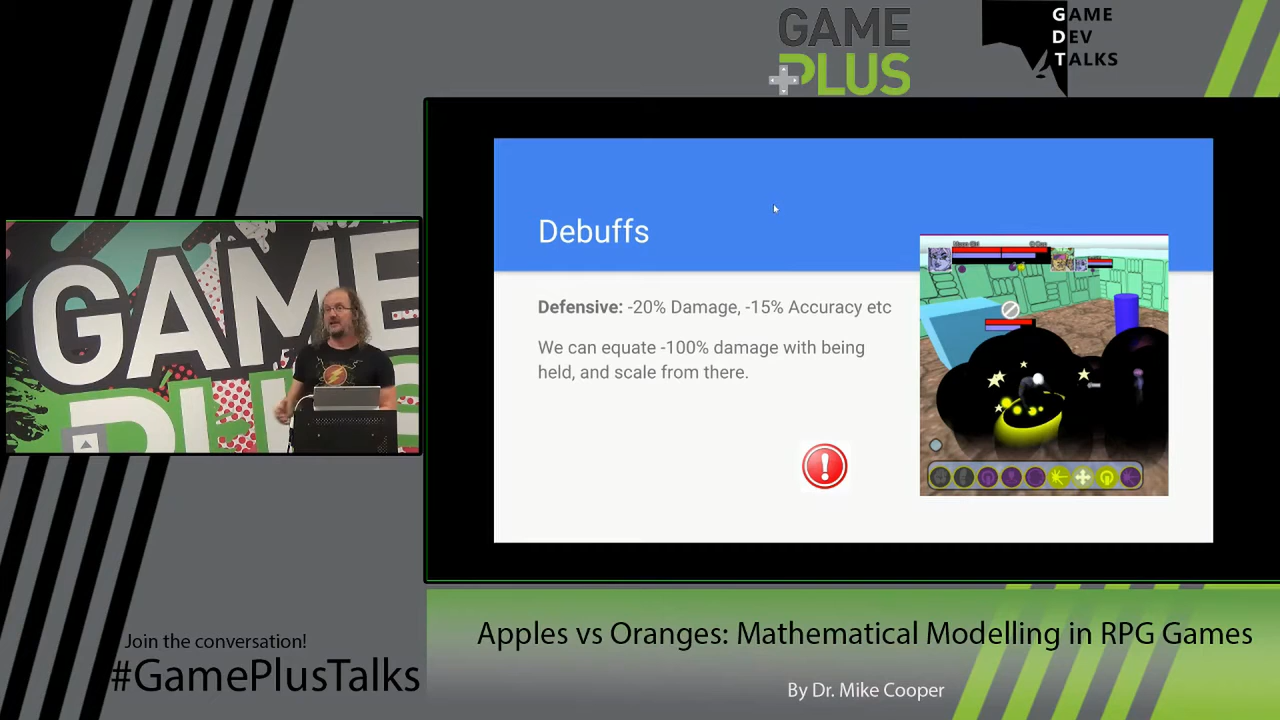 GAME
PLUS
GAME
DEV
TALKS
GAME
PLUS
Debuffs
Defensive: -20% Damage, -15% Accuracy etc
We can equate -100% damage with being
held, and scale from there.
Join the conversation!
#GamePlusTalks
Apples vs Oranges: Mathematical Modelling in RPG Games
By Dr. Mike Cooper